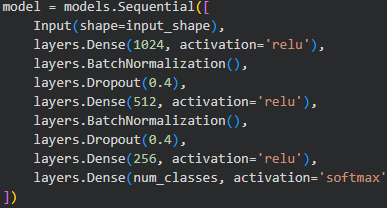 model = models.Sequential([
    Input(shape=input_shape),
    layers.Dense(1024, activation='relu'),
    layers.BatchNormalization(),
    layers.Dropout(0.4),
    layers.Dense(512, activation='relu'),
    layers.BatchNormalization(),
    layers.Dropout(0.4),
    layers.Dense(256, activation='relu'),
    layers.Dense(num_classes, activation='softmax'
])